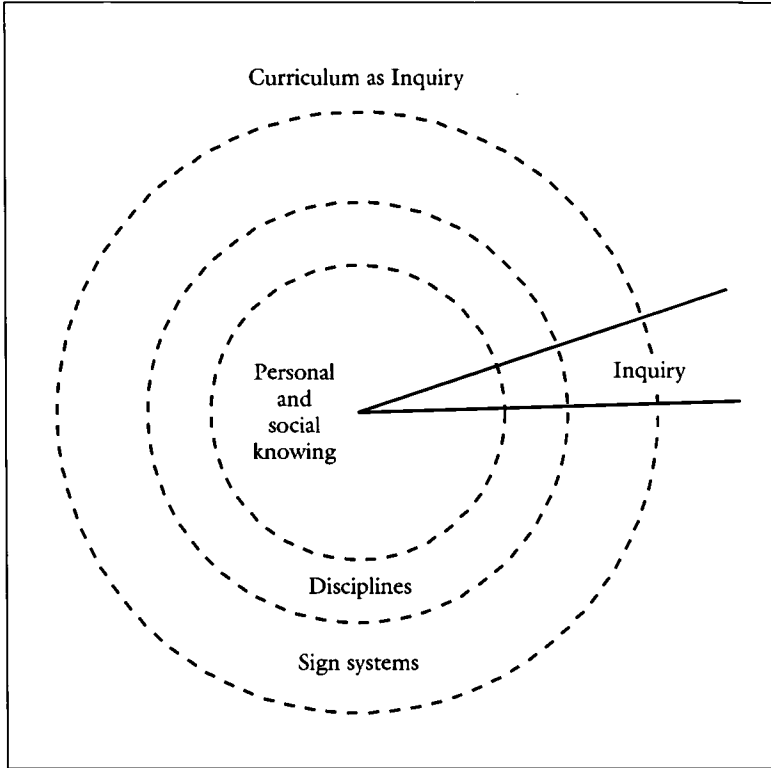 Curriculum as Inquiry
Inquiry
Personal
and
social
knowing
Disciplines
Sign systems